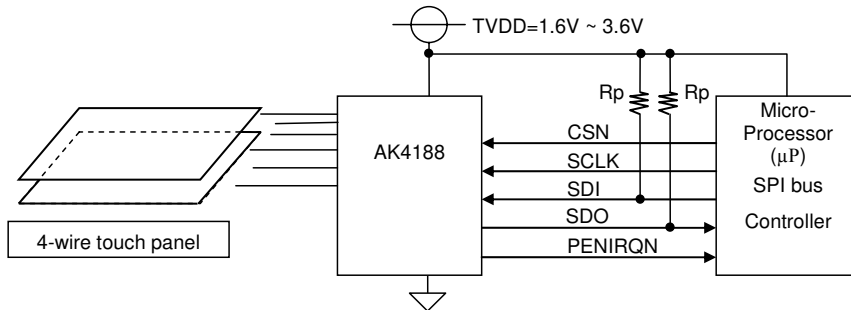 TVDD=1.6V ~ 3.6V
Rp
Rp
AK4188
CSN
SCLK
SDI
SDO
PENIRQN
Micro-
Processor
(µP)
SPI bus
Controller
4-wire touch panel